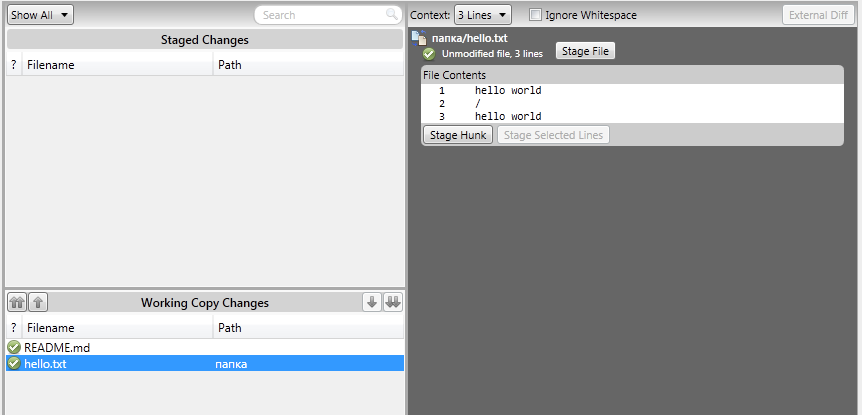 Show All
Search
Staged Changes
? Filename Path
Working Copy Changes
? Filename Path
README.md
hello.txt папка
Context: 3 Lines Ignore Whitespace External Diff
папка/hello.txt
Unmodified file, 3 lines Stage File
File Contents
1 hello world
2 /
3 hello world
Stage Hunk Stage Selected Lines